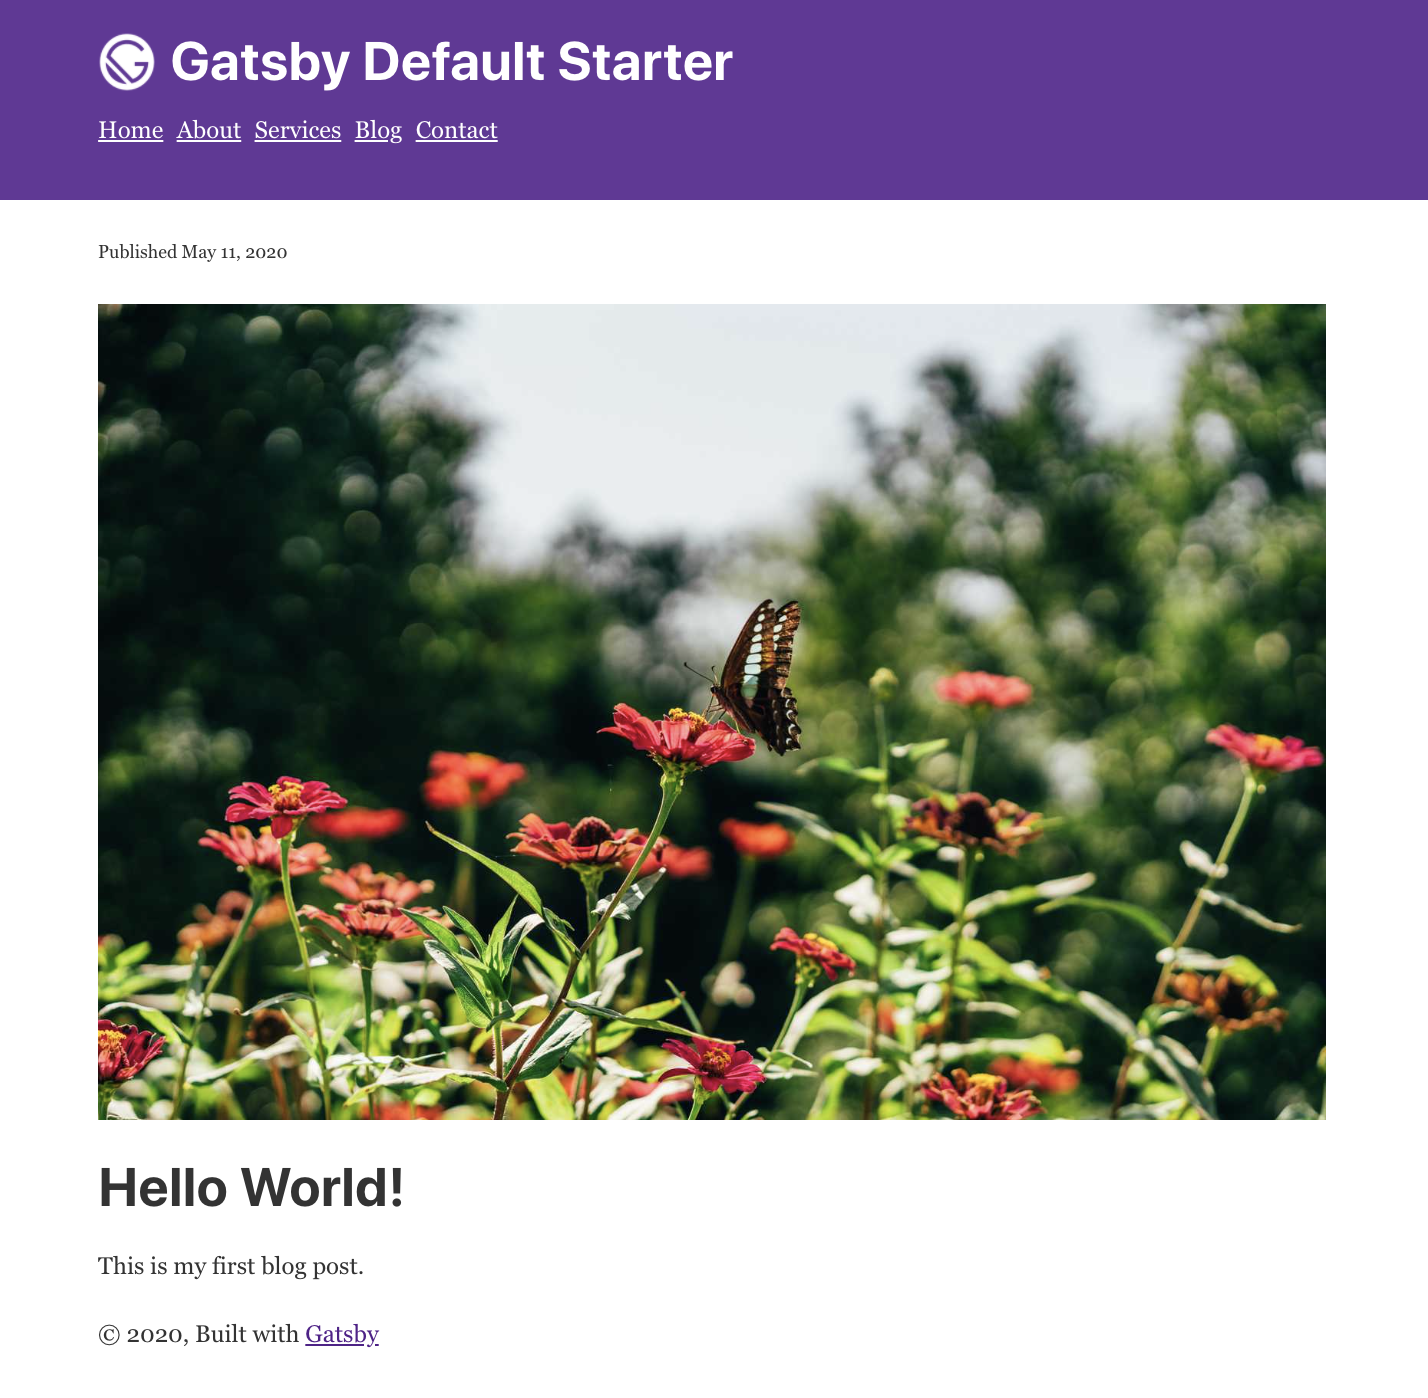 Gatsby Default Starter
Home About Services Blog Contact
Published May 11, 2020
Hello World!
This is my first blog post.
© 2020, Built with Gatsby